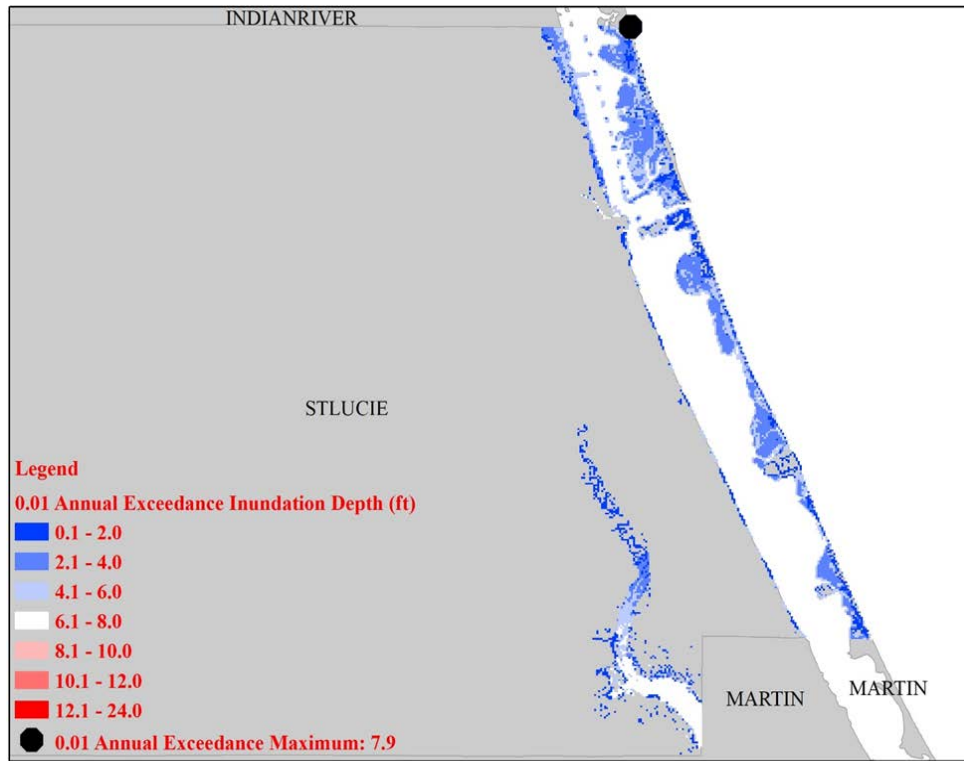 INDIANRIVER
STLUCIE
Legend
0.01 Annual Exceedance Inundation Depth (ft)
0.1 - 2.0
2.1 - 4.0
4.1 - 6.0
6.1 - 8.0
8.1 - 10.0
10.1 - 12.0
12.1 - 24.0
0.01 Annual Exceedance Maximum: 7.9
MARTIN
MARTIN